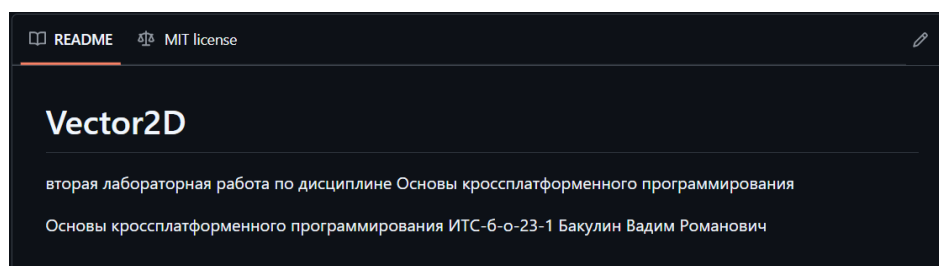 README MIT license
Vector2D
вторая лабораторная работа по дисциплине Основы кроссплатформенного программирования
Основы кроссплатформенного программирования ИТС-б-о-23-1 Бакулин Вадим Романович